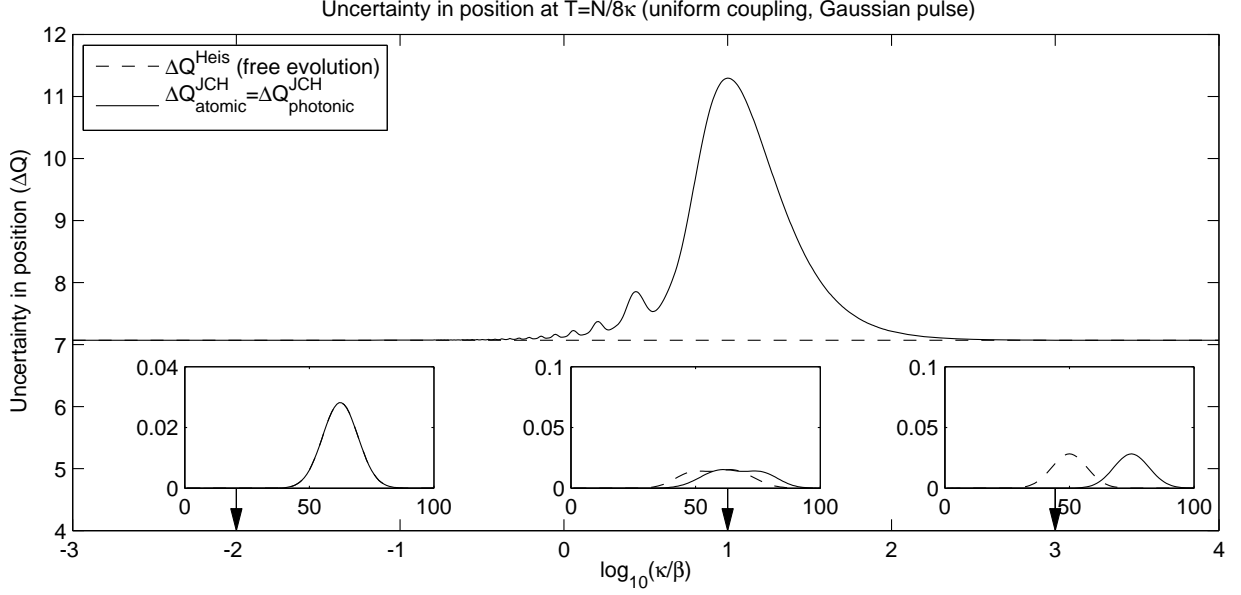 Uncertainty in position at T=N/8κ (uniform coupling, Gaussian pulse)
12
11
10
9
8
7
6
5
4
Uncertainty in position (ΔQ)
ΔQ^Heis (free evolution)
ΔQ^JCH_atomic=ΔQ^JCH_photonic
0.04
0.02
0
0 50 100
0.1
0.05
0
0 50 100
0.1
0.05
0
0 50 100
-3 -2 -1 0 1 2 3 4
log_10(κ/β)